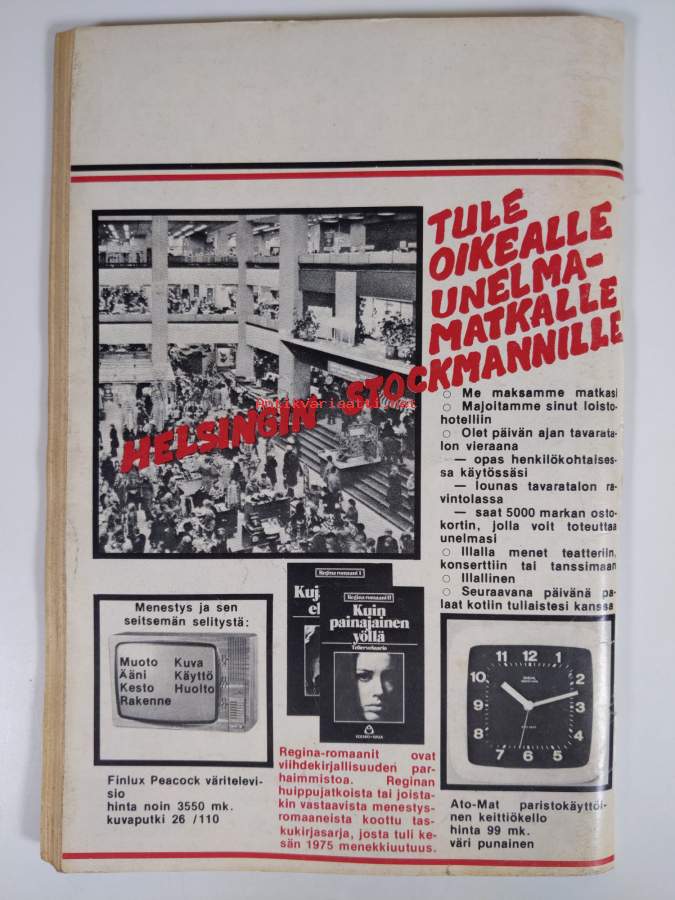 TULE
OIKEALLE
UNELMA-
MATKALLE
HELSINGIN STOCKMANNILLE
○ Me maksamme matkasi
○ Majoitamme sinut loisto-
hotelliin
○ Olet päivän ajan tavarata-
lon vieraana
— opas henkilökohtaises-
sa käytössäsi
— lounas tavaratalon ra-
vintolassa
— saat 5000 markan osto-
kortin, jolla voit toteuttaa
unelmasi
○ Illalla menet teatteriin,
konserttiin tai tanssimaan
○ Illallinen
○ Seuraavana päivänä pa-
laat kotiin tuliaistesi kanssa
Menestys ja sen
seitsemän selitystä:
Muoto Kuva
Ääni Käyttö
Kesto Huolto
Rakenne
Finlux Peacock väritelevi-
sio
hinta noin 3550 mk.
kuvaputki 26 /110
Regina romaani I
Regina romaani II
Kuin
painajainen
yöllä
Regina-romaanit ovat
viihdekirjallisuuden par-
haimmistoa. Reginan
huippujatkoista tai joista-
kin vastaavista menestys-
romaaneista koottu tas-
kukirjasarja, josta tuli ke-
sän 1975 menekkiuutuus.
11 12 1
10 2
9 3
8 4
7 6 5
Ato-Mat paristokäyttöi-
nen keittiökello
hinta 99 mk.
väri punainen